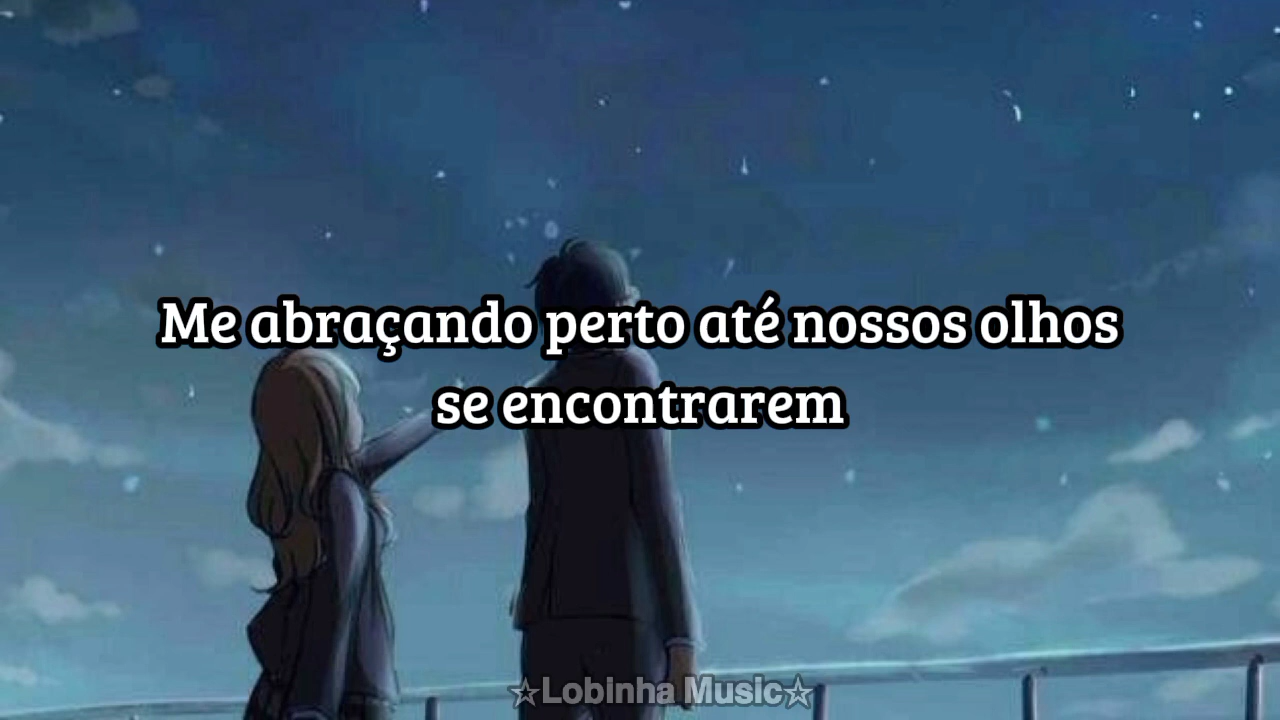 Me abraçando perto até nossos olhos
se encontrarem
☆Lobinha Music☆